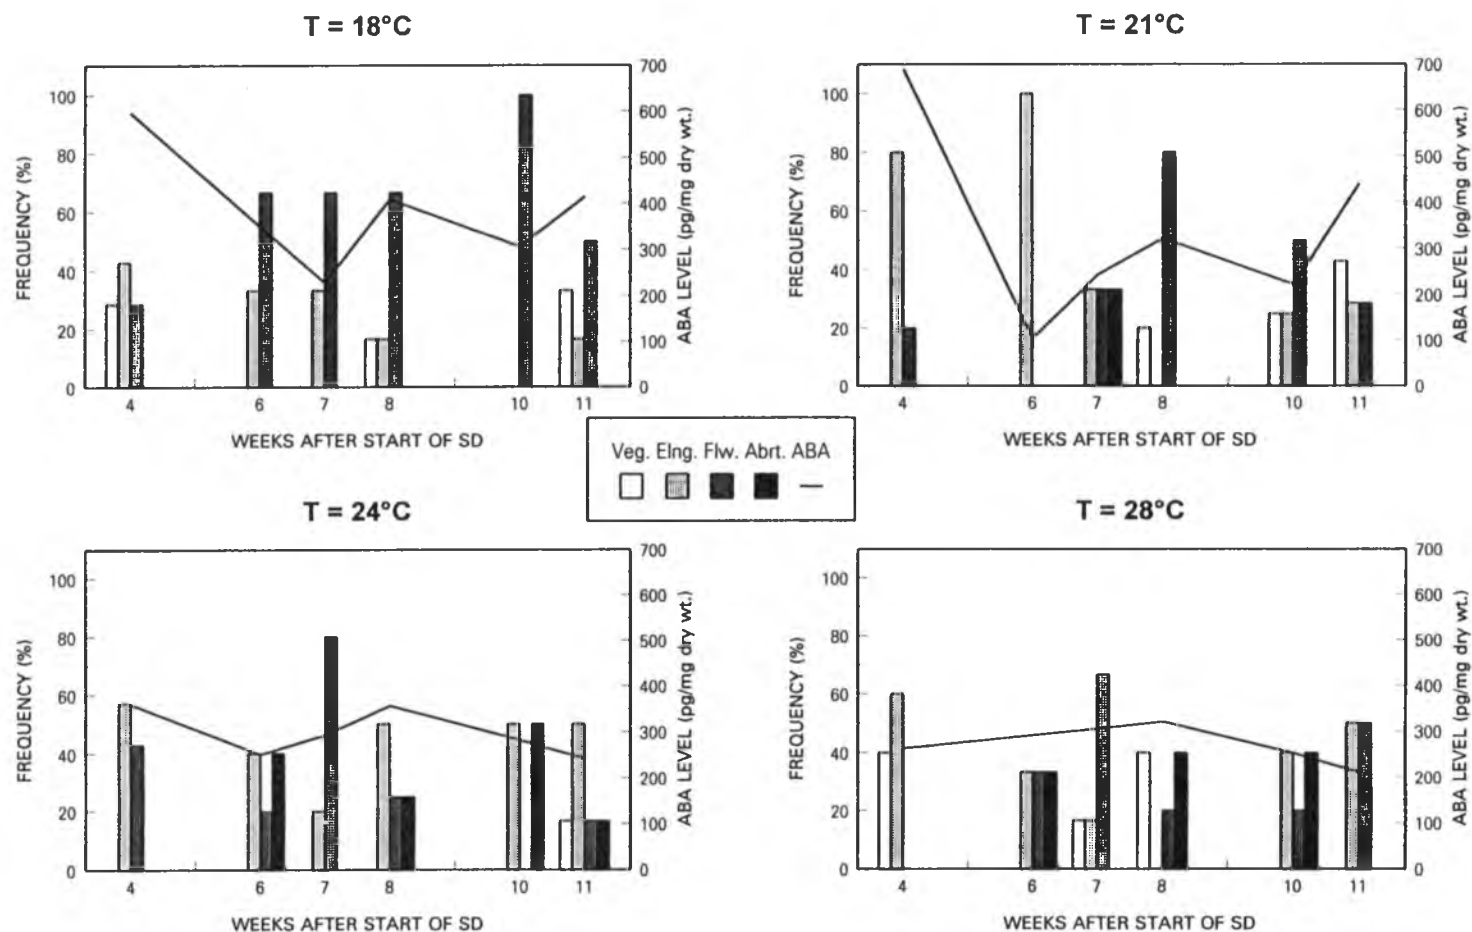 T = 18°C
FREQUENCY (%)
100
80
60
40
20
0
700
600
500
400
300
200
100
0
ABA LEVEL (pg/mg dry wt.)
4 6 7 8 10 11
WEEKS AFTER START OF SD
T = 21°C
FREQUENCY (%)
100
80
60
40
20
0
700
600
500
400
300
200
100
0
ABA LEVEL (pg/mg dry wt.)
4 6 7 8 10 11
WEEKS AFTER START OF SD
Veg. Elng. Flw. Abrt. ABA
T = 24°C
FREQUENCY (%)
100
80
60
40
20
0
700
600
500
400
300
200
100
0
ABA LEVEL (pg/mg dry wt.)
4 6 7 8 10 11
WEEKS AFTER START OF SD
T = 28°C
FREQUENCY (%)
100
80
60
40
20
0
700
600
500
400
300
200
100
0
ABA LEVEL (pg/mg dry wt.)
4 6 7 8 10 11
WEEKS AFTER START OF SD